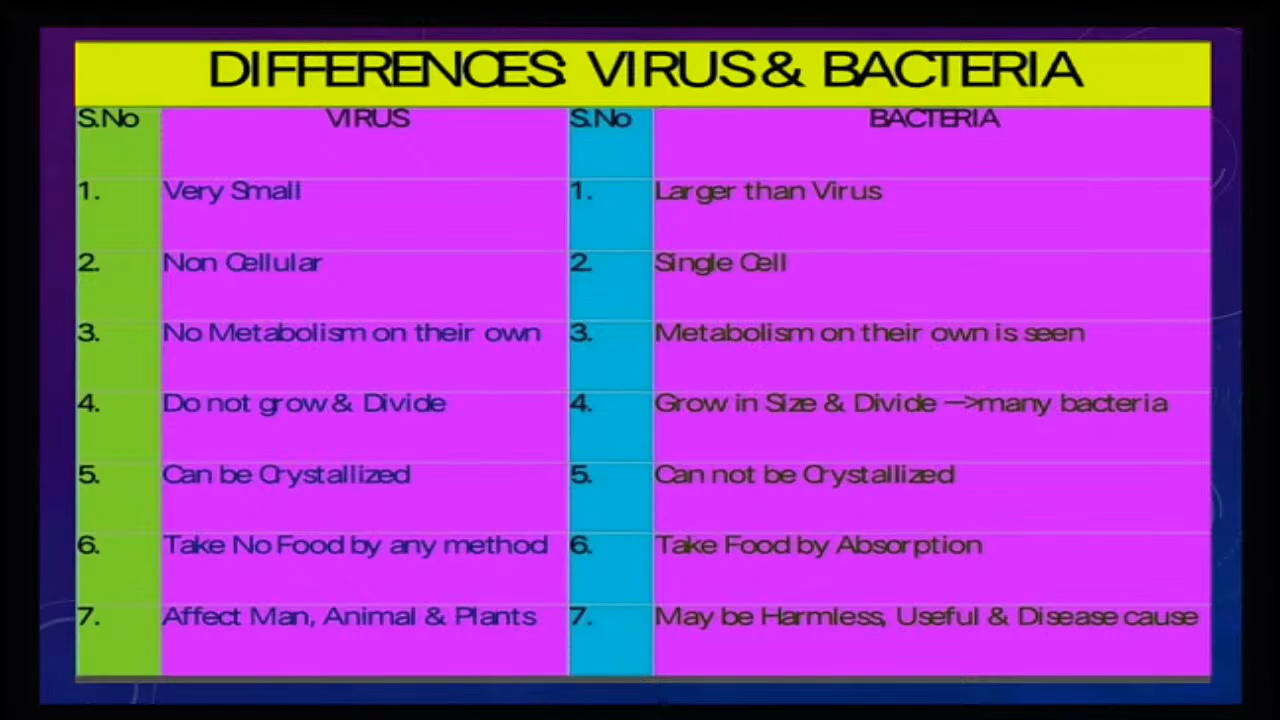 DIFFERENCES: VIRUS & BACTERIA
S.No VIRUS S.No BACTERIA
1. Very Small 1. Larger than Virus
2. Non Cellular 2. Single Cell
3. No Metabolism on their own 3. Metabolism on their own is seen
4. Do not grow & Divide 4. Grow in Size & Divide –>many bacteria
5. Can be Crystallized 5. Can not be Crystallized
6. Take No Food by any method 6. Take Food by Absorption
7. Affect Man, Animal & Plants 7. May be Harmless, Useful & Disease cause